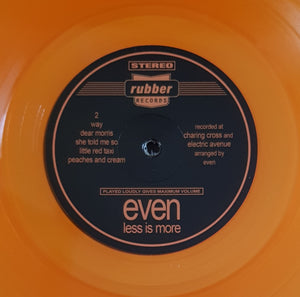 STEREO
rubber
RECORDS
2
way
dear morris
she told me so
little red taxi
peaches and cream
recorded at
charing cross and
electric avenue
arranged by
even
PLAYED LOUDLY GIVES MAXIMUM VOLUME
even
less is more